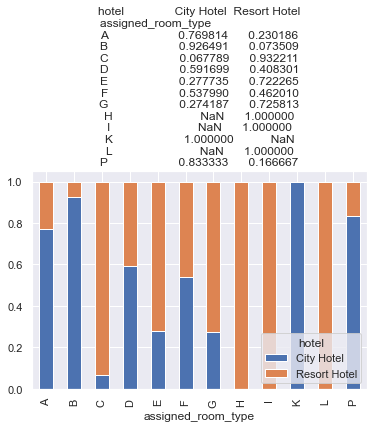 hotel City Hotel Resort Hotel
assigned_room_type
A 0.769814 0.230186
B 0.926491 0.073509
C 0.067789 0.932211
D 0.591699 0.408301
E 0.277735 0.722265
F 0.537990 0.462010
G 0.274187 0.725813
H NaN 1.000000
I NaN 1.000000
K 1.000000 NaN
L NaN 1.000000
P 0.833333 0.166667
1.0
0.8
0.6
0.4
0.2
0.0
hotel
City Hotel
Resort Hotel
A B C D E F G H I K L P
assigned_room_type